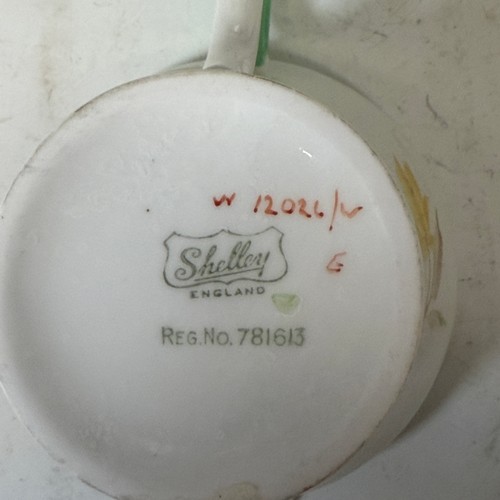 W 12026/V
E
Shelley
ENGLAND
REG.NO. 781613